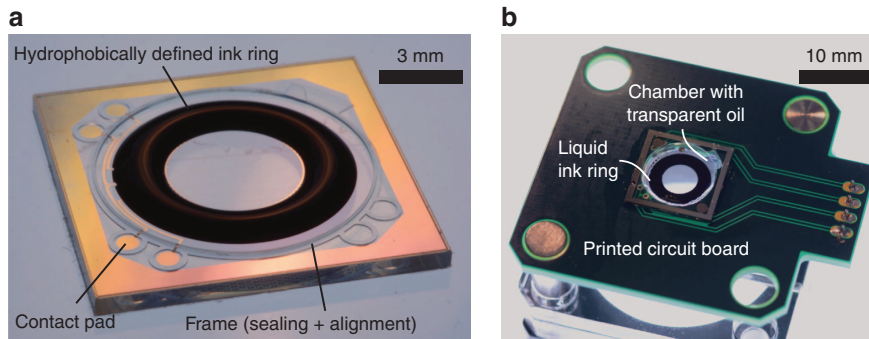 a
Hydrophobically defined ink ring
3 mm
Contact pad
Frame (sealing + alignment)
b
10 mm
Chamber with
transparent oil
Liquid
ink ring
Printed circuit board